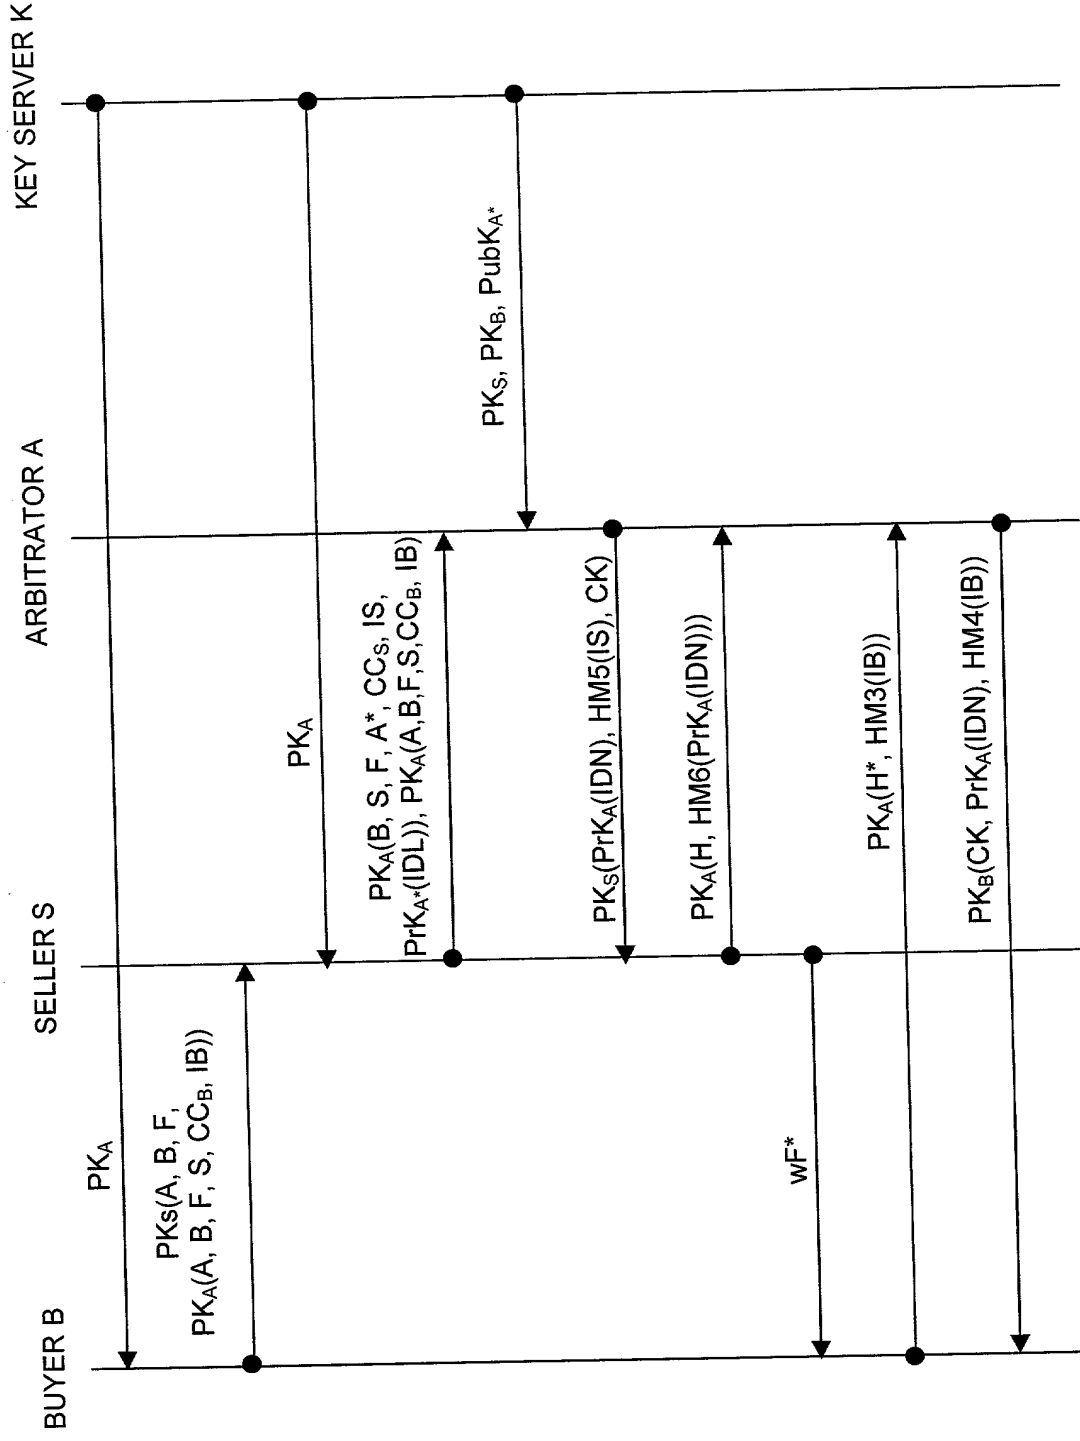 BUYER B
SELLER S
ARBITRATOR A
KEY SERVER K
PKA
PKs(A, B, F,
PKA(A, B, F, S, CCB, IB))
PKA
PKA(B, S, F, A*, CCS, IS,
PrKA*(IDL)), PKA(A,B,F,S,CCB, IB)
PKS, PKB, PubKA*
PKS(PrKA(IDN), HM5(IS), CK)
PKA(H, HM6(PrKA(IDN)))
wF*
PKA(H*, HM3(IB))
PKB(CK, PrKA(IDN), HM4(IB))